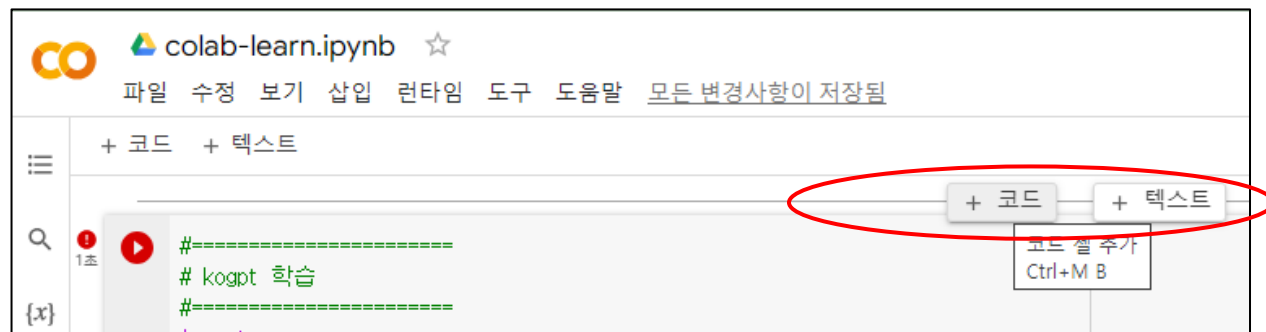 colab-learn.ipynb
파일 수정 보기 삽입 런타임 도구 도움말 모든 변경사항이 저장됨
+ 코드 + 텍스트
+ 코드 + 텍스트
코드 셀 추가
Ctrl+M B
1초
#=======================
# kogpt 학습
#=======================
{x}